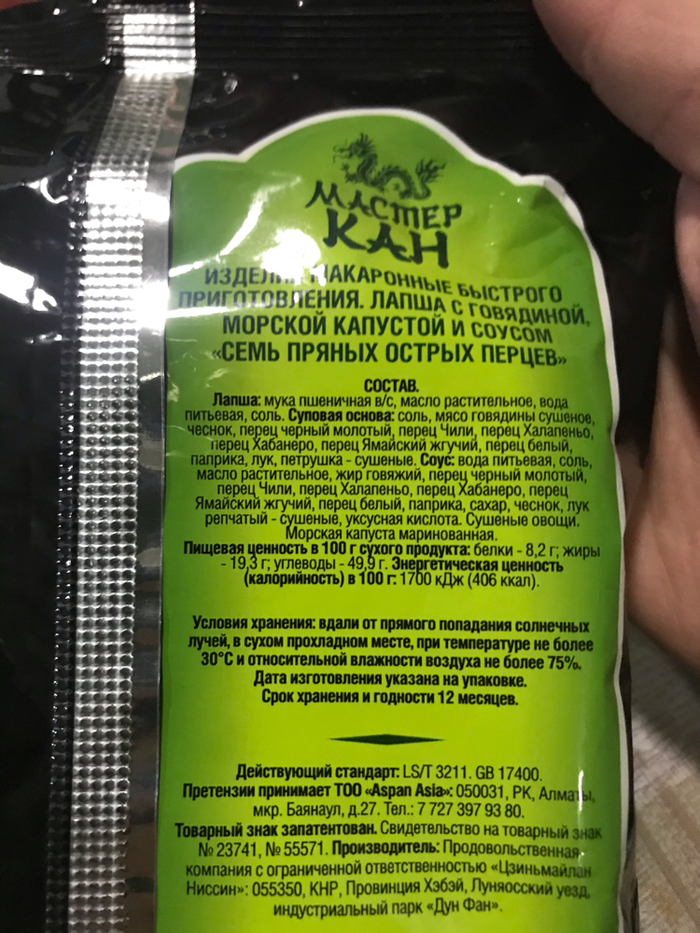 МАСТЕР
КАН
ИЗДЕЛИЯ МАКАРОННЫЕ БЫСТРОГО
ПРИГОТОВЛЕНИЯ. ЛАПША С ГОВЯДИНОЙ,
МОРСКОЙ КАПУСТОЙ И СОУСОМ
«СЕМЬ ПРЯНЫХ ОСТРЫХ ПЕРЦЕВ»
СОСТАВ.
Лапша: мука пшеничная в/с, масло растительное, вода
питьевая, соль. Суповая основа: соль, мясо говядины сушеное,
чеснок, перец черный молотый, перец Чили, перец Халапеньо,
перец Хабанеро, перец Ямайский жгучий, перец белый,
паприка, лук, петрушка - сушеные. Соус: вода питьевая, соль,
масло растительное, жир говяжий, перец черный молотый,
перец Чили, перец Халапеньо, перец Хабанеро, перец
Ямайский жгучий, перец белый, паприка, сахар, чеснок, лук
репчатый - сушеные, уксусная кислота. Сушеные овощи.
Морская капуста маринованная.
Пищевая ценность в 100 г сухого продукта: белки - 8,2 г; жиры
- 19,3 г; углеводы - 49,9 г. Энергетическая ценность
(калорийность) в 100 г: 1700 кДж (406 ккал).
Условия хранения: вдали от прямого попадания солнечных
лучей, в сухом прохладном месте, при температуре не более
30°С и относительной влажности воздуха не более 75%.
Дата изготовления указана на упаковке.
Срок хранения и годности 12 месяцев.
Действующий стандарт: LS/T 3211. GB 17400.
Претензии принимает ТОО «Aspan Asia»: 050031, РК, Алматы,
мкр. Баянаул, д.27. Тел.: 7 727 397 93 80.
Товарный знак запатентован. Свидетельство на товарный знак
№ 23741, № 55571. Производитель: Продовольственная
компания с ограниченной ответственностью «Цзиньмайлан
Ниссин»: 055350, КНР, Провинция Хэбэй, Луняосский уезд,
индустриальный парк «Дун Фан».